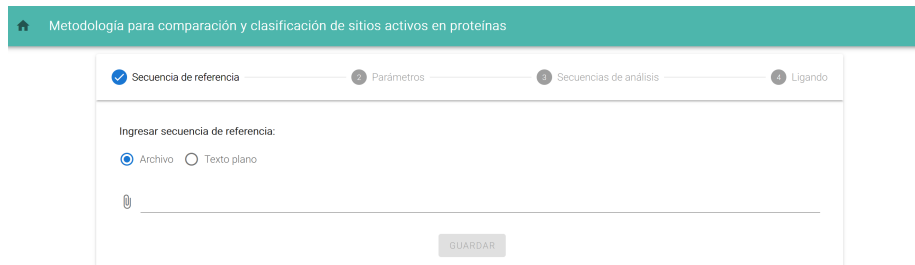 Metodología para comparación y clasificación de sitios activos en proteínas
Secuencia de referencia 2 Parámetros 3 Secuencias de análisis 4 Ligando
Ingresar secuencia de referencia:
Archivo Texto plano
GUARDAR